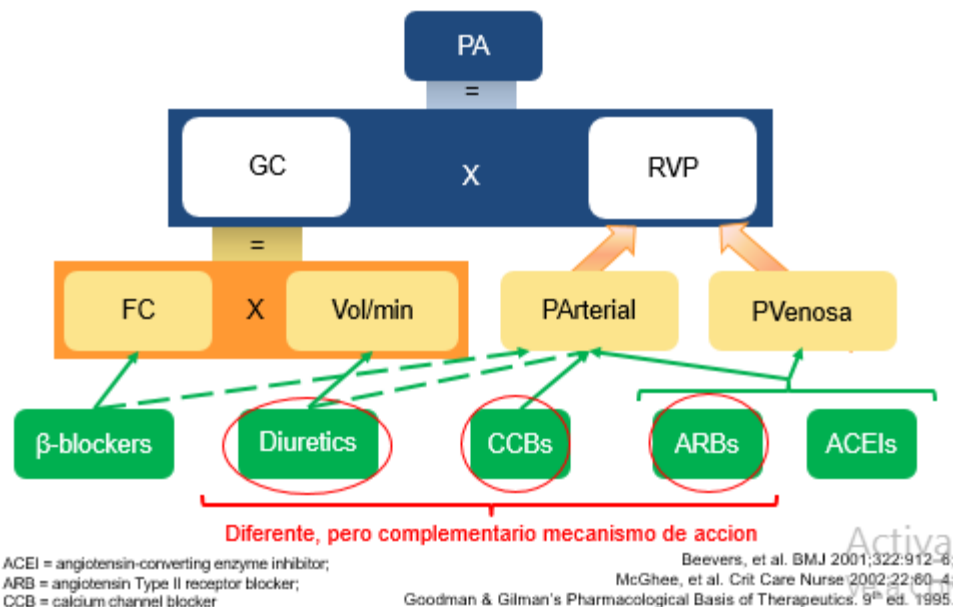 PA
=
GC X RVP
=
FC X Vol/min PArterial PVenosa
β-blockers Diuretics CCBs ARBs ACEIs
Diferente, pero complementario mecanismo de accion
ACEI = angiotensin-converting enzyme inhibitor;
ARB = angiotensin Type II receptor blocker;
CCB = calcium channel blocker
Activa
Beevers, et al. BMJ 2001;322:912–6;
McGhee, et al. Crit Care Nurse 2002;22:60–4;
Goodman & Gilman's Pharmacological Basis of Therapeutics. 9th ed. 1995.